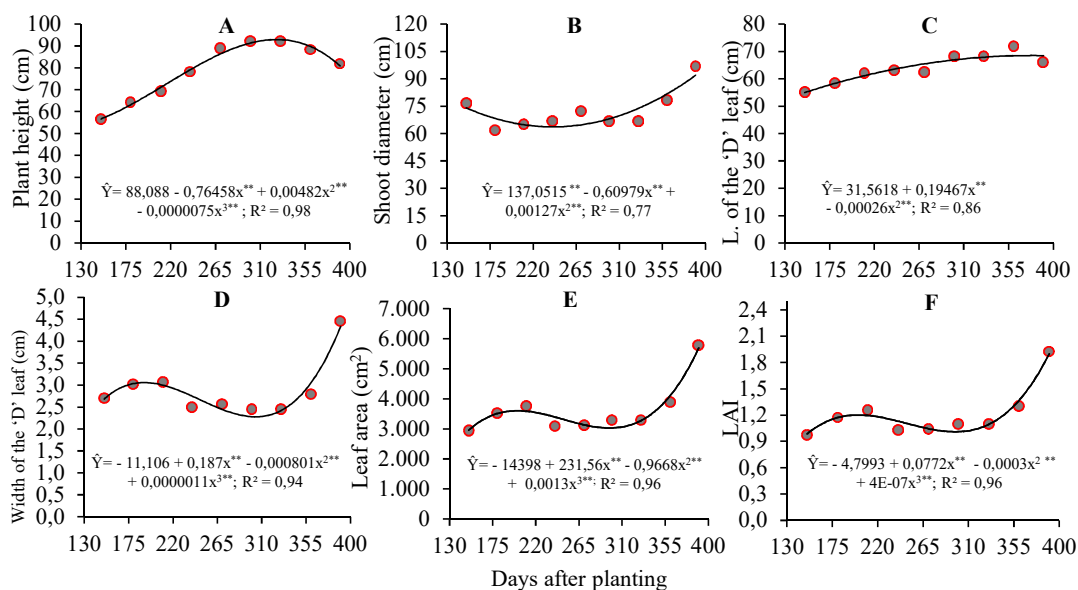 A
Plant height (cm)
100
90
80
70
60
50
40
30
20
10
0
Ŷ= 88,088 – 0,76458x** + 0,00482x²**
- 0,0000075x³** ; R² = 0,98
130 175 220 265 310 355 400
B
Shoot diameter (cm)
120
105
90
75
60
45
30
15
0
Ŷ= 137,0515 ** - 0,60979x** +
0,00127x²**; R² = 0,77
130 175 220 265 310 355 400
C
L. of the ‘D’ leaf (cm)
80
70
60
50
40
30
20
10
0
Ŷ= 31,5618 + 0,19467x**
- 0,00026x²**; R² = 0,86
130 175 220 265 310 355 400
D
Width of the ‘D’ leaf (cm)
5,0
4,5
4,0
3,5
3,0
2,5
2,0
1,5
1,0
0,5
0,0
Ŷ= - 11,106 + 0,187x** -0,000801x²**
+ 0,0000011x³**; R² = 0,94
130 175 220 265 310 355 400
E
Leaf area (cm²)
7.000
6.000
5.000
4.000
3.000
2.000
1.000
0
Ŷ= - 14398 + 231,56x** - 0,9668x²**
+ 0,0013x³**; R² = 0,96
130 175 220 265 310 355 400
F
LAI
2,4
2,1
1,8
1,5
1,2
0,9
0,6
0,3
0,0
Ŷ= - 4,7993 + 0,0772x** - 0,0003x² **
+ 4E-07x³**; R² = 0,96
130 175 220 265 310 355 400
Days after planting